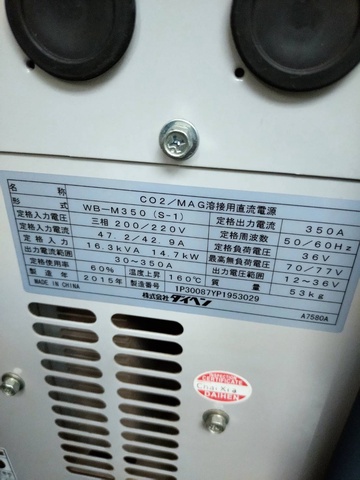 名 称 CO2/MAG溶接用直流電源
形 式 WB-M350 (S-1) 定格出力電流 350A
定格入力電圧 三相 200/220V 定格周波数 50/60Hz
定格入力電流 47.2/42.9A 定格負荷電圧 36V
定格入力 16.3kVA 14.7kW 最高無負荷電圧 70/77V
出力電流範囲 30~350A 出力電圧範囲 12~36V
定格使用率 60% 温度上昇 160℃ 質量 53kg
製造年 2015年 製造番号 1P30087YP1953029
MADE IN CHINA 株式会社 ダイヘン A7580A
CERTIFICATE
DAIHEN